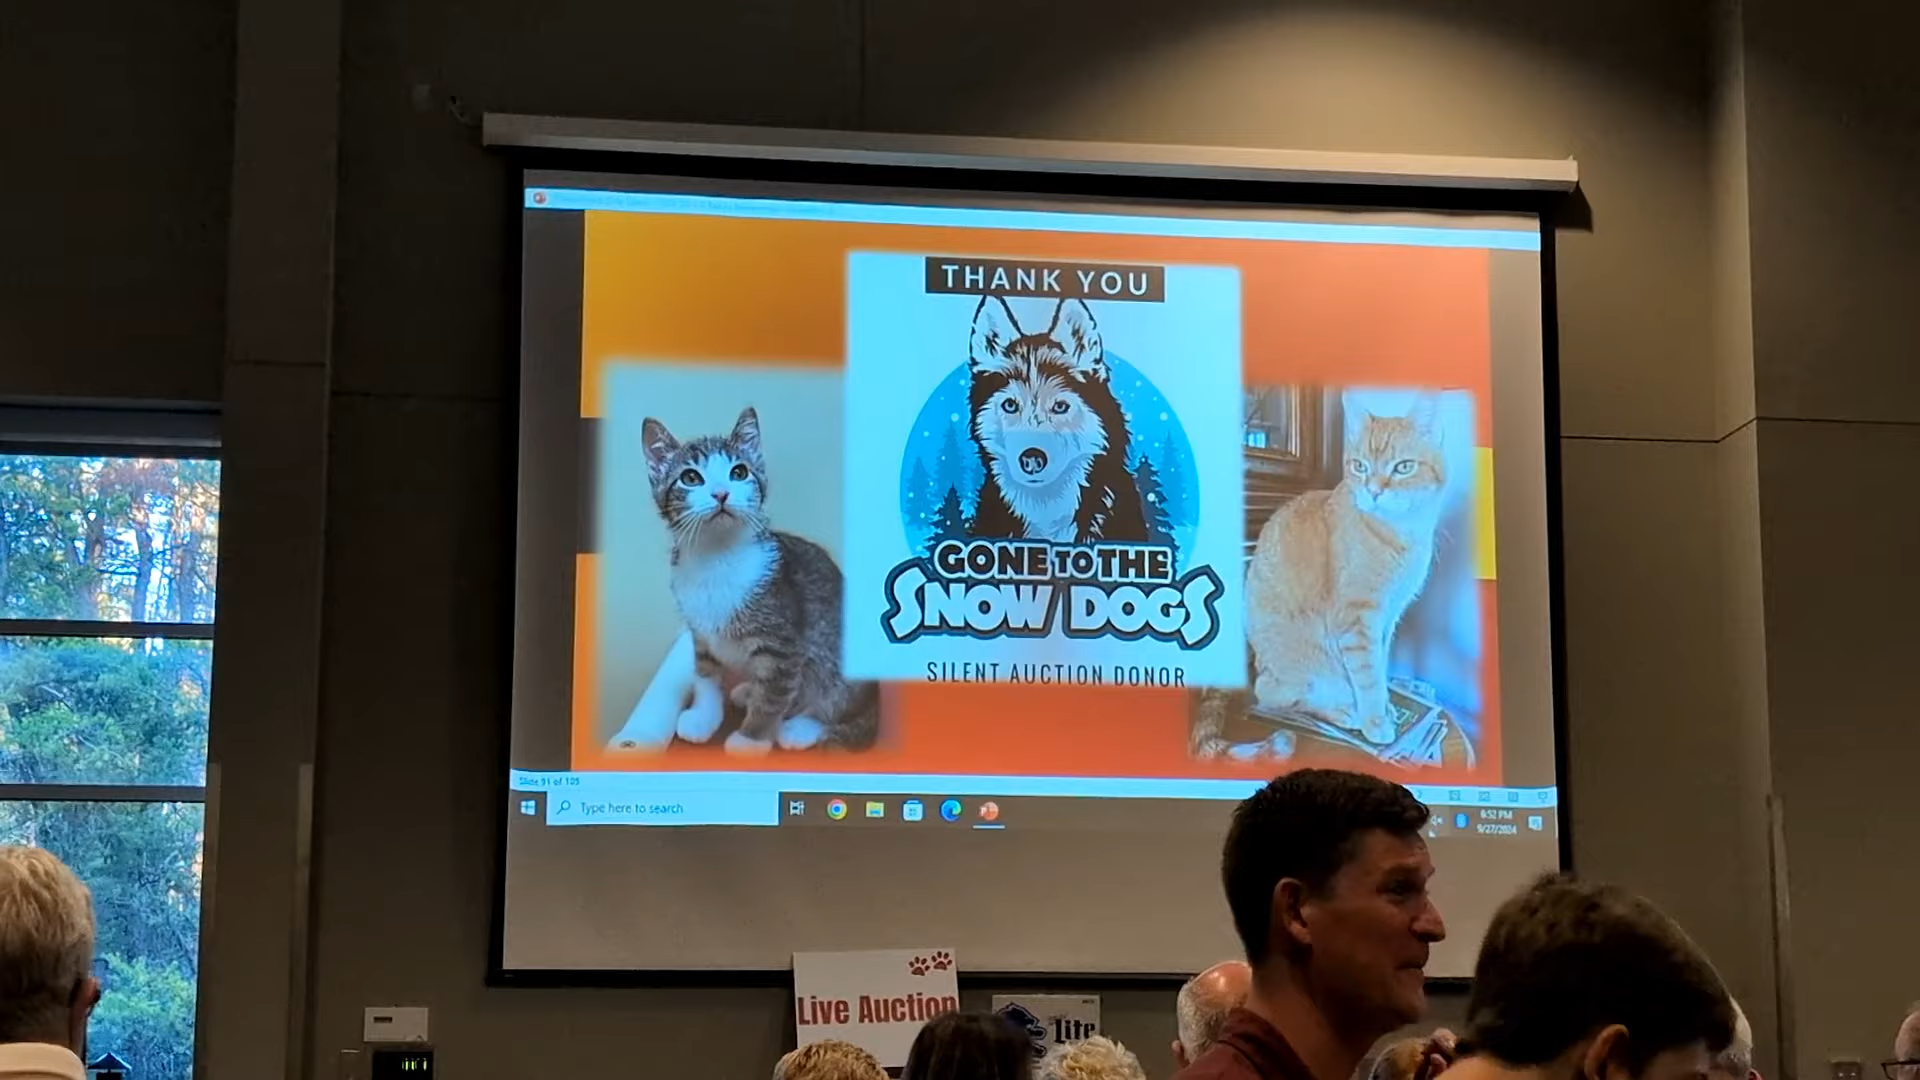 THANK YOU
GONE TO THE
SNOW DOGS
SILENT AUCTION DONOR
Slide 91 of 105
Type here to search
6:52 PM
9/27/2024
Live Auction
Lite